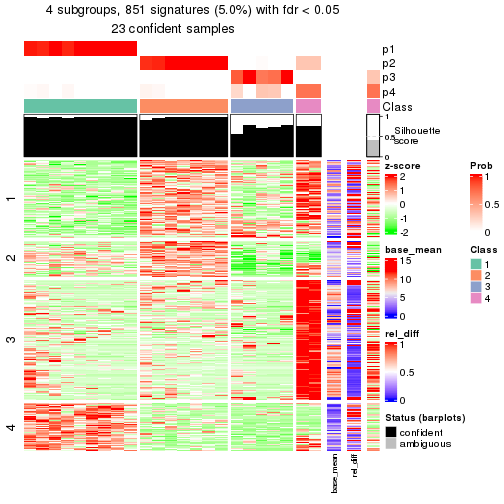 4 subgroups, 851 signatures (5.0%) with fdr < 0.05
23 confident samples
p1
p2
p3
p4
Class
1
0.5
0
Silhouette
score
1
2
3
4
z-score
2
1
0
-1
-2
Prob
1
0.5
0
base_mean
15
10
5
0
Class
1
2
3
4
rel_diff
1
0.5
0
Status (barplots)
confident
ambiguous
base_mean
rel_diff